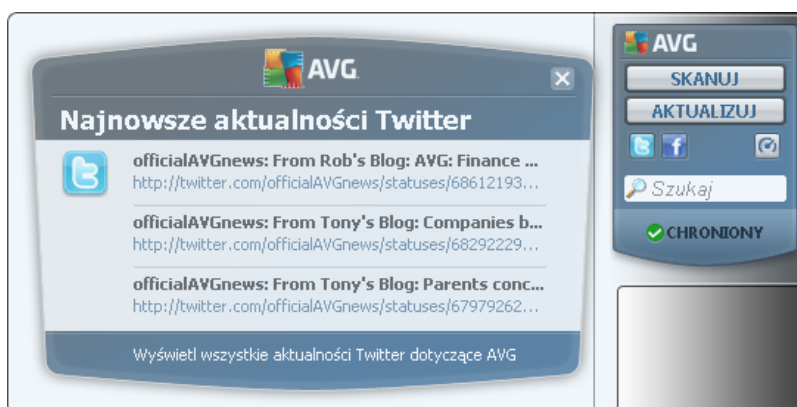 AVG
Najnowsze aktualności Twitter
officialAVGnews: From Rob's Blog: AVG: Finance ...
http://twitter.com/officialAVGnews/statuses/68612193...
officialAVGnews: From Tony's Blog: Companies b...
http://twitter.com/officialAVGnews/statuses/68292229...
officialAVGnews: From Tony's Blog: Parents conc...
http://twitter.com/officialAVGnews/statuses/67979262...
Wyświetl wszystkie aktualności Twitter dotyczące AVG
AVG
SKANUJ
AKTUALIZUJ
Szukaj
CHRONIONY